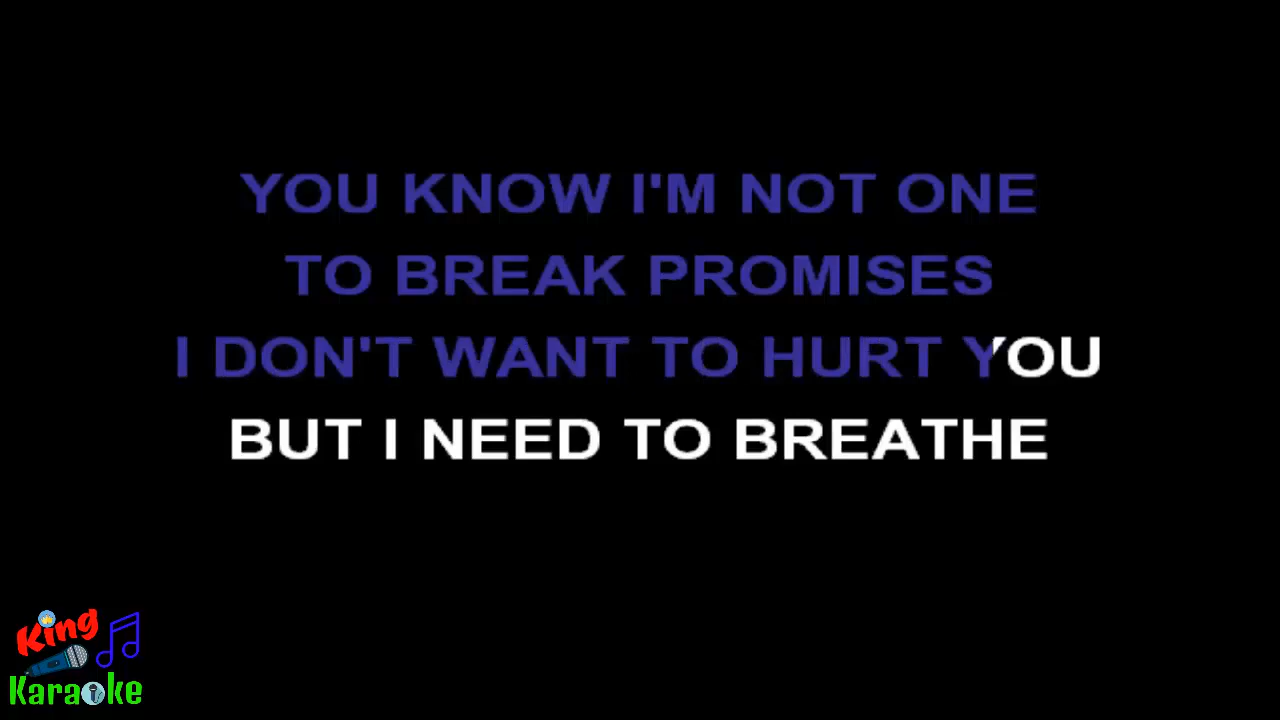 YOU KNOW I'M NOT ONE
TO BREAK PROMISES
I DON'T WANT TO HURT YOU
BUT I NEED TO BREATHE
King
Karaoke